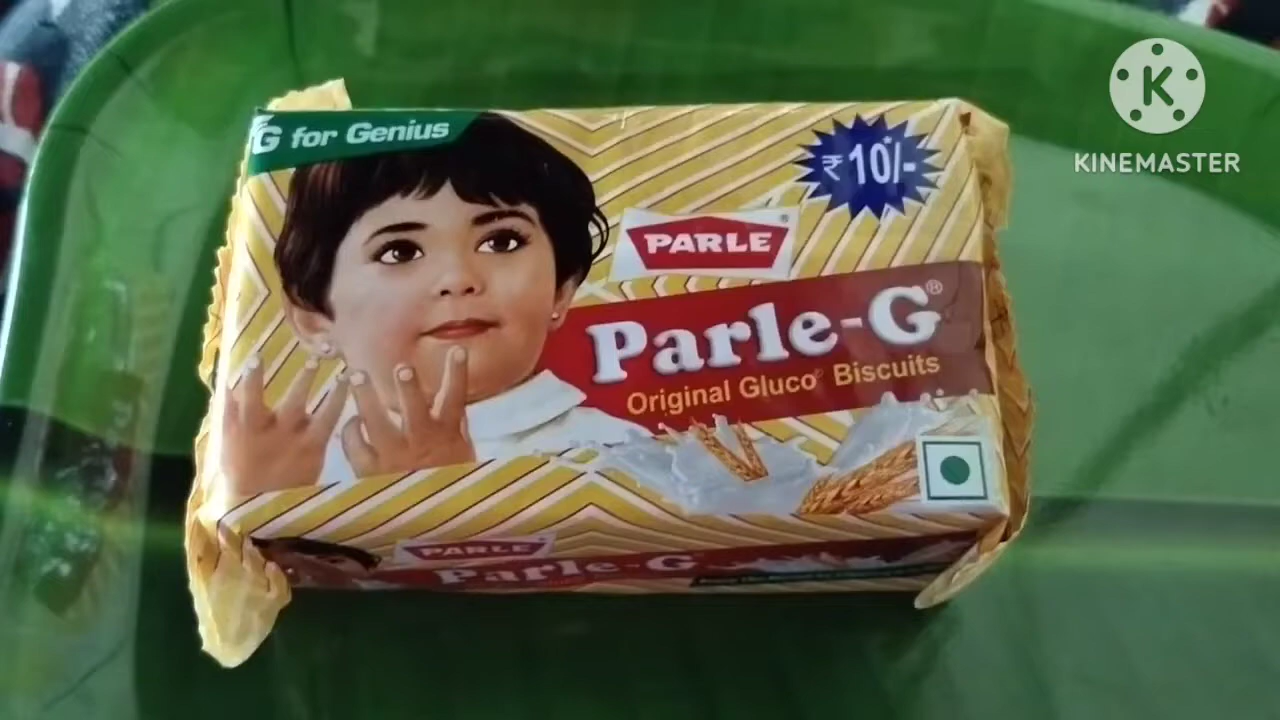 G for Genius
₹ 10*/-
PARLE®
Parle-G®
Original Gluco® Biscuits
PARLE
Parle-G
K
KINEMASTER